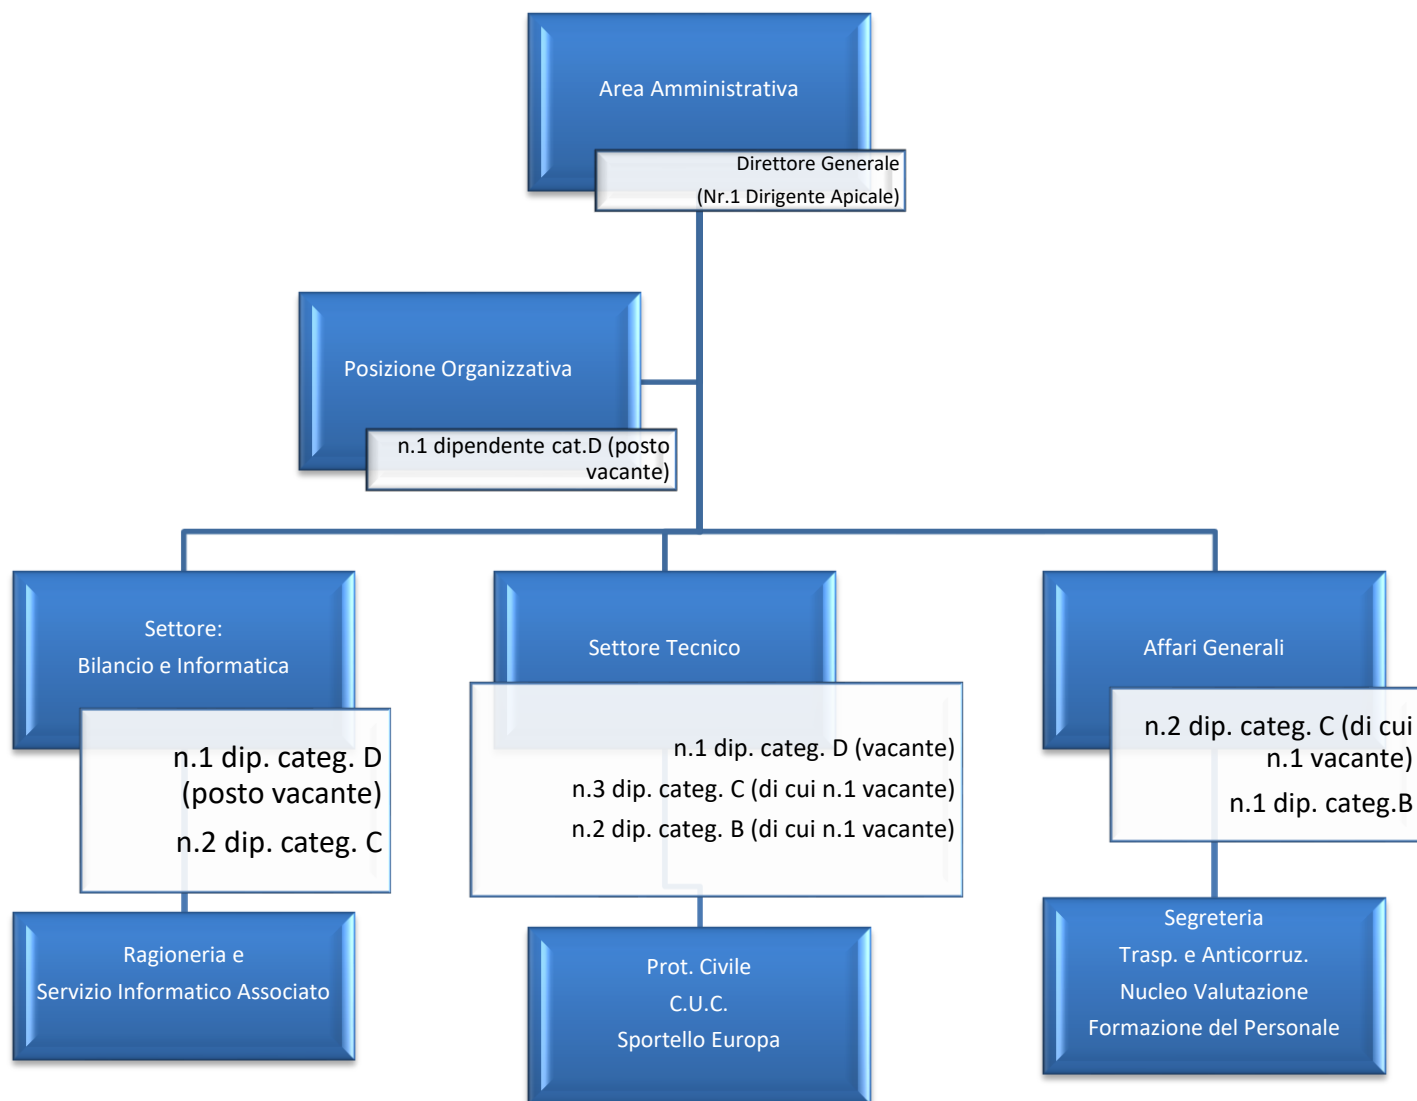 Area Amministrativa
Direttore Generale
(Nr.1 Dirigente Apicale)
Posizione Organizzativa
n.1 dipendente cat.D (posto
vacante)
Settore:
Bilancio e Informatica
n.1 dip. categ. D
(posto vacante)
n.2 dip. categ. C
Settore Tecnico
n.1 dip. categ. D (vacante)
n.3 dip. categ. C (di cui n.1 vacante)
n.2 dip. categ. B (di cui n.1 vacante)
Affari Generali
n.2 dip. categ. C (di cui
n.1 vacante)
n.1 dip. categ.B
Ragioneria e
Servizio Informatico Associato
Prot. Civile
C.U.C.
Sportello Europa
Segreteria
Trasp. e Anticorruz.
Nucleo Valutazione
Formazione del Personale